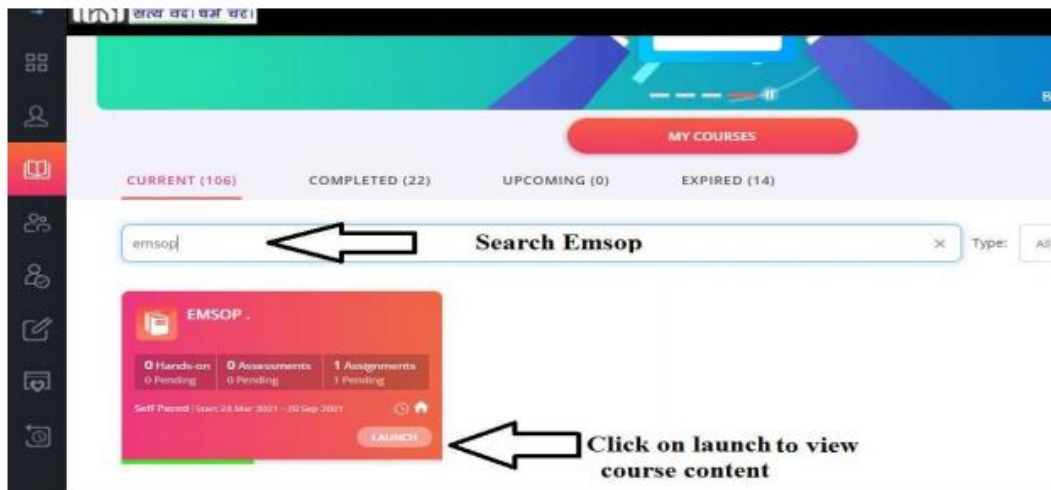 सत्यं वद। धर्मं चर।
MY COURSES
CURRENT (106) COMPLETED (22) UPCOMING (0) EXPIRED (14)
emsop Search Emsop × Type: All
EMSOP .
0 Hands-on 0 Assessments 1 Assignments
0 Pending 0 Pending 1 Pending
Self Paced | Start 24 Mar 2021 - 20 Sep 2021
LAUNCH
Click on launch to view
course content